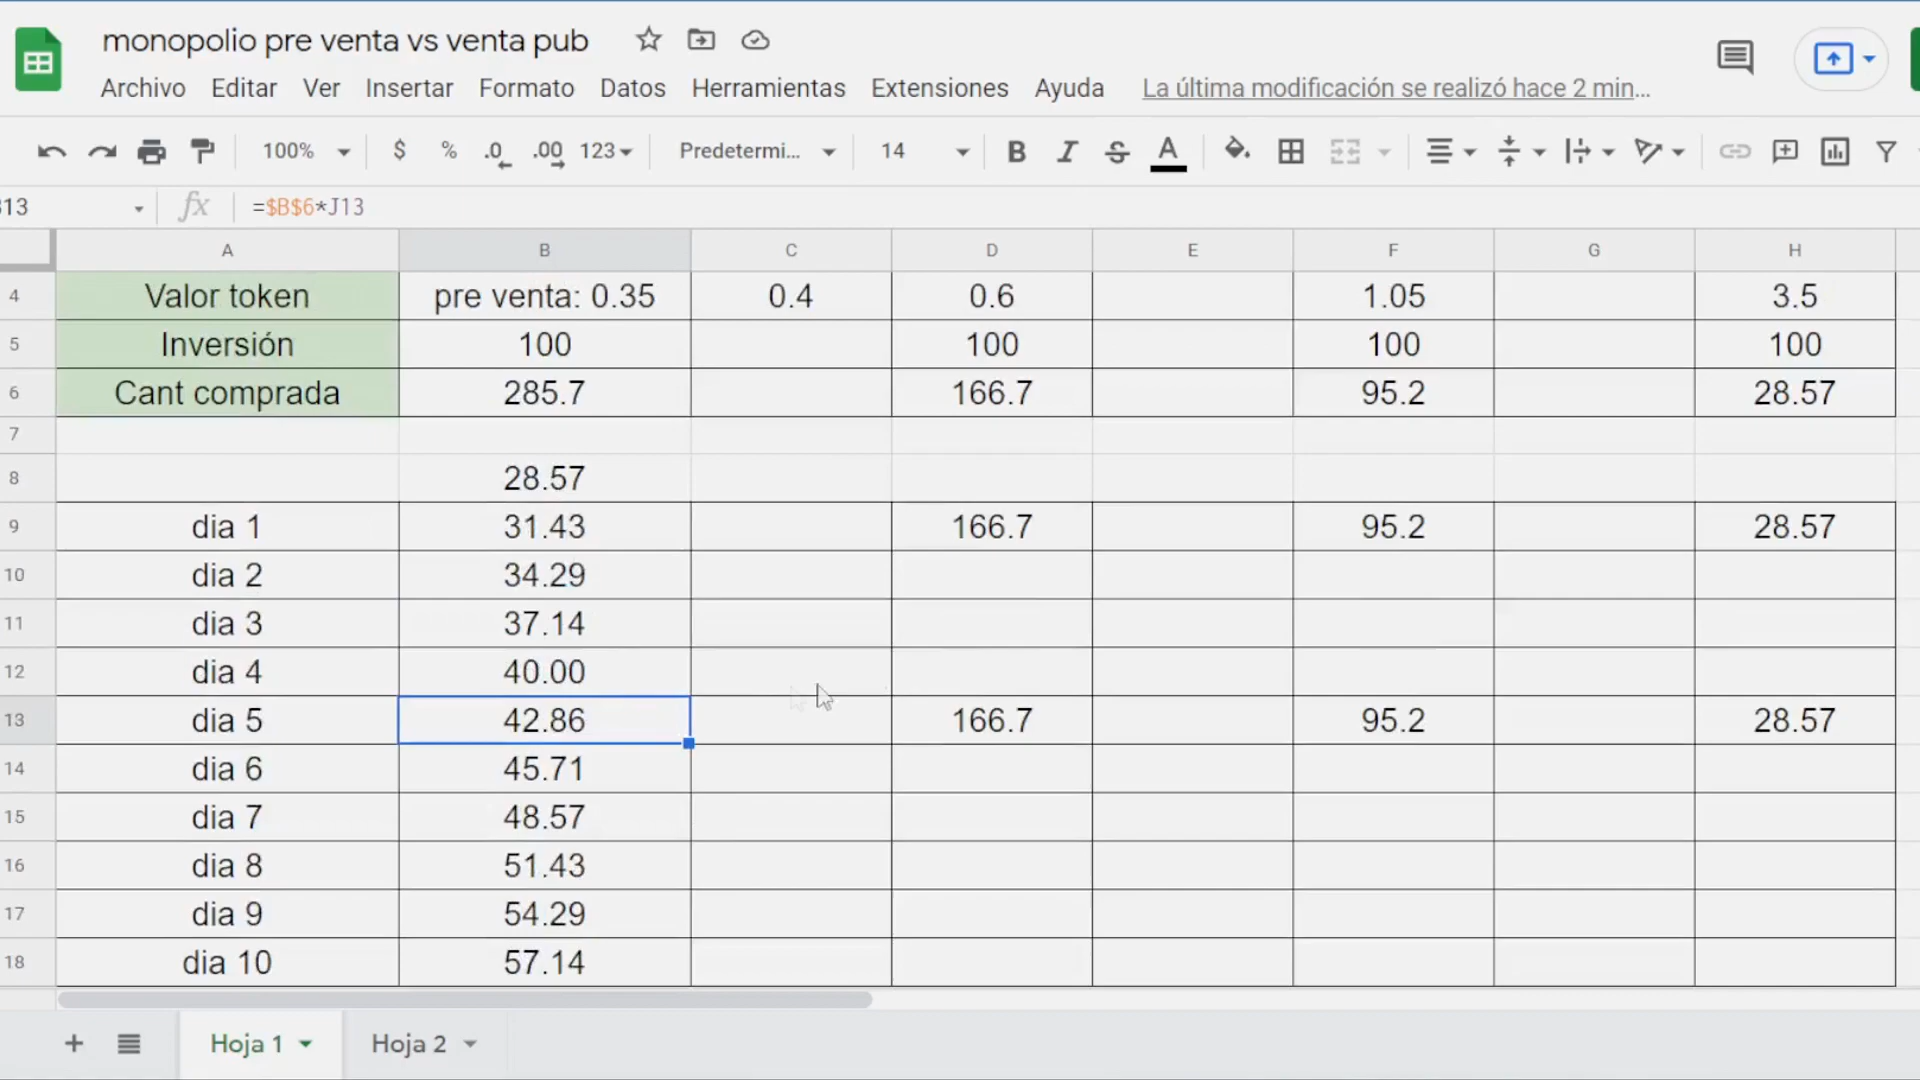 monopolio pre venta vs venta pub
Archivo Editar Ver Insertar Formato Datos Herramientas Extensiones Ayuda La última modificación se realizó hace 2 min...
100% $ % .0 .00 123 Predetermi... 14 B I S A
13 fx =$B$6*J13
A B C D E F G H
4 Valor token pre venta: 0.35 0.4 0.6 1.05 3.5
5 Inversión 100 100 100 100
6 Cant comprada 285.7 166.7 95.2 28.57
7
8 28.57
9 dia 1 31.43 166.7 95.2 28.57
10 dia 2 34.29
11 dia 3 37.14
12 dia 4 40.00
13 dia 5 42.86 166.7 95.2 28.57
14 dia 6 45.71
15 dia 7 48.57
16 dia 8 51.43
17 dia 9 54.29
18 dia 10 57.14
+ Hoja 1 Hoja 2